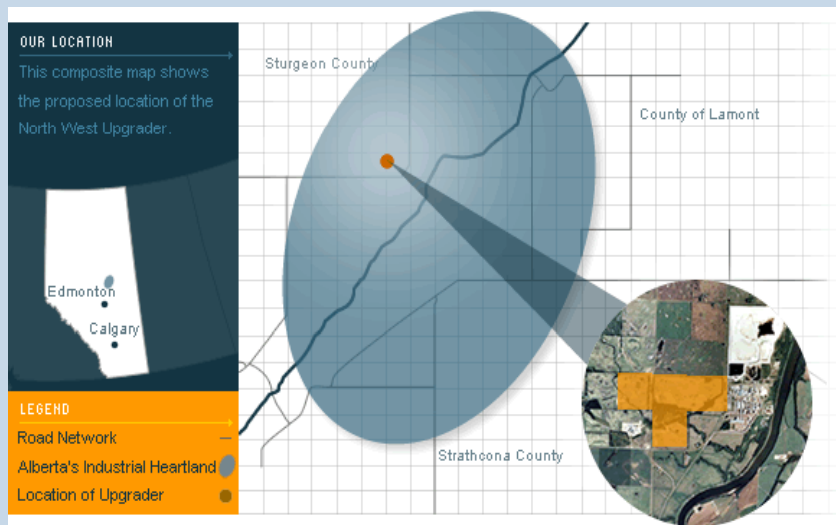 OUR LOCATION
This composite map shows
the proposed location of the
North West Upgrader.
Edmonton
Calgary
LEGEND
Road Network
Alberta's Industrial Heartland
Location of Upgrader
Sturgeon County
County of Lamont
Strathcona County